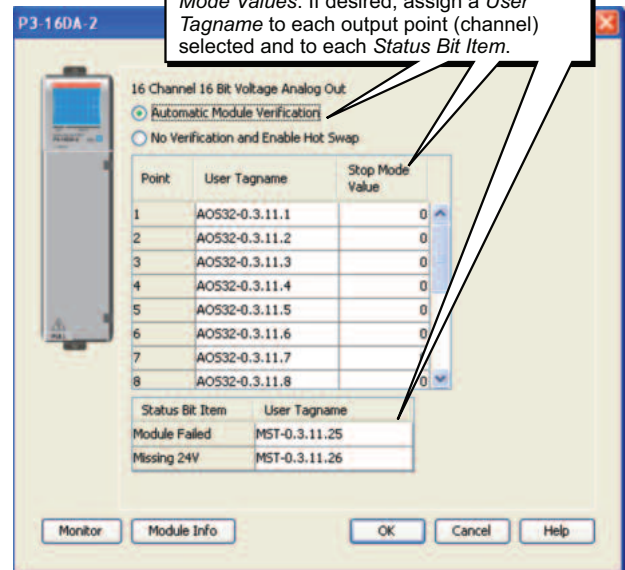 Mode Values. If desired, assign a User
Tagname to each output point (channel)
selected and to each Status Bit Item.
P3-16DA-2
16 Channel 16 Bit Voltage Analog Out
Automatic Module Verification
No Verification and Enable Hot Swap
Point User Tagname Stop Mode Value
1 AOS32-0.3.11.1 0
2 AOS32-0.3.11.2 0
3 AOS32-0.3.11.3 0
4 AOS32-0.3.11.4 0
5 AOS32-0.3.11.5 0
6 AOS32-0.3.11.6 0
7 AOS32-0.3.11.7 0
8 AOS32-0.3.11.8 0
Status Bit Item User Tagname
Module Failed MST-0.3.11.25
Missing 24V MST-0.3.11.26
Monitor Module Info OK Cancel Help